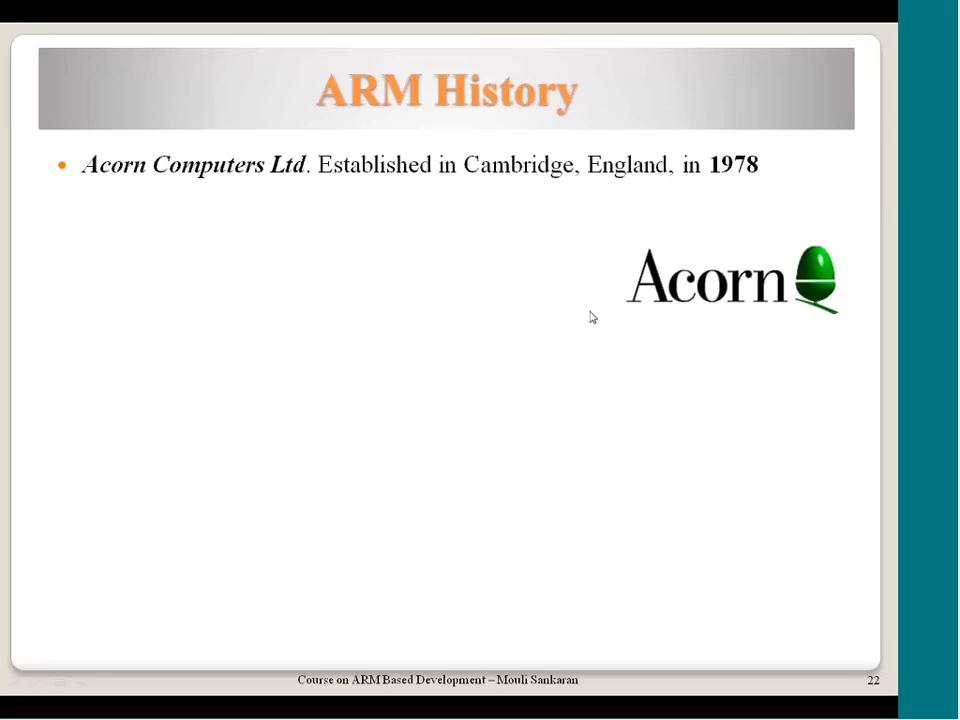 ARM History
• Acorn Computers Ltd. Established in Cambridge, England, in 1978
Acorn
Course on ARM Based Development – Mouli Sankaran
22